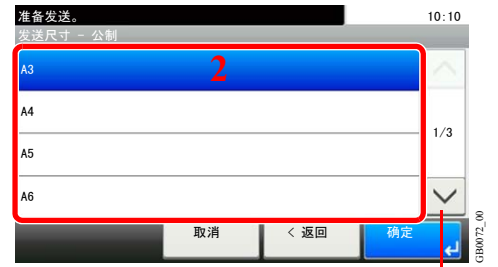 准备发送。 10:10
发送尺寸 - 公制
A3 2
A4
1/3
A5
A6
取消 < 返回 确定
GB0072_00